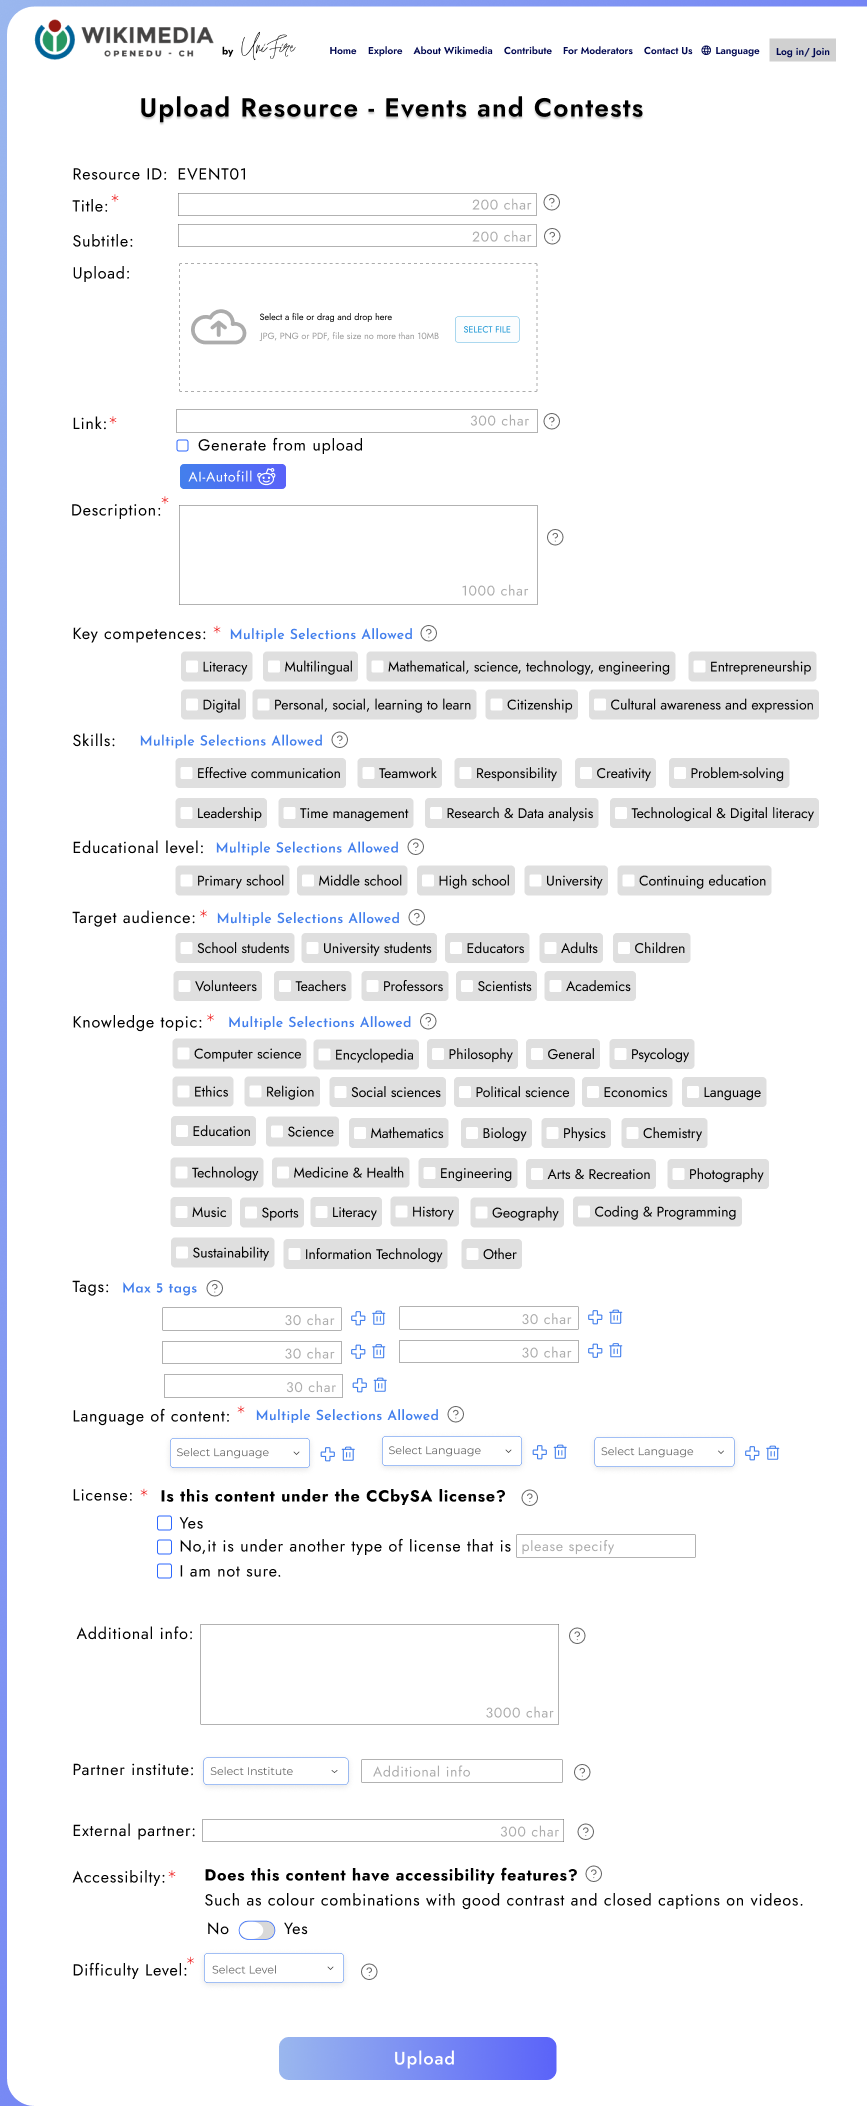 WIKIMEDIA
OPENEDU - CH
by UniFire
Home Explore About Wikimedia Contribute For Moderators Contact Us Language Log in/ Join
Upload Resource - Events and Contests
Resource ID: EVENT01
Title:* 200 char ?
Subtitle: 200 char ?
Upload:
Select a file or drag and drop here
JPG, PNG or PDF, file size no more than 10MB
SELECT FILE
Link:* 300 char ?
Generate from upload
AI-Autofill
Description:* ?
1000 char
Key competences: * Multiple Selections Allowed ?
Literacy Multilingual Mathematical, science, technology, engineering Entrepreneurship
Digital Personal, social, learning to learn Citizenship Cultural awareness and expression
Skills: Multiple Selections Allowed ?
Effective communication Teamwork Responsibility Creativity Problem-solving
Leadership Time management Research & Data analysis Technological & Digital literacy
Educational level: Multiple Selections Allowed ?
Primary school Middle school High school University Continuing education
Target audience: * Multiple Selections Allowed ?
School students University students Educators Adults Children
Volunteers Teachers Professors Scientists Academics
Knowledge topic: * Multiple Selections Allowed ?
Computer science Encyclopedia Philosophy General Psycology
Ethics Religion Social sciences Political science Economics Language
Education Science Mathematics Biology Physics Chemistry
Technology Medicine & Health Engineering Arts & Recreation Photography
Music Sports Literacy History Geography Coding & Programming
Sustainability Information Technology Other
Tags: Max 5 tags ?
30 char 30 char
30 char 30 char
30 char
Language of content: * Multiple Selections Allowed ?
Select Language Select Language Select Language
License: * Is this content under the CCbySA license? ?
Yes
No,it is under another type of license that is please specify
I am not sure.
Additional info: ?
3000 char
Partner institute: Select Institute Additional info ?
External partner: 300 char ?
Accessibilty:* Does this content have accessibility features? ?
Such as colour combinations with good contrast and closed captions on videos.
No Yes
Difficulty Level:* Select Level ?
Upload